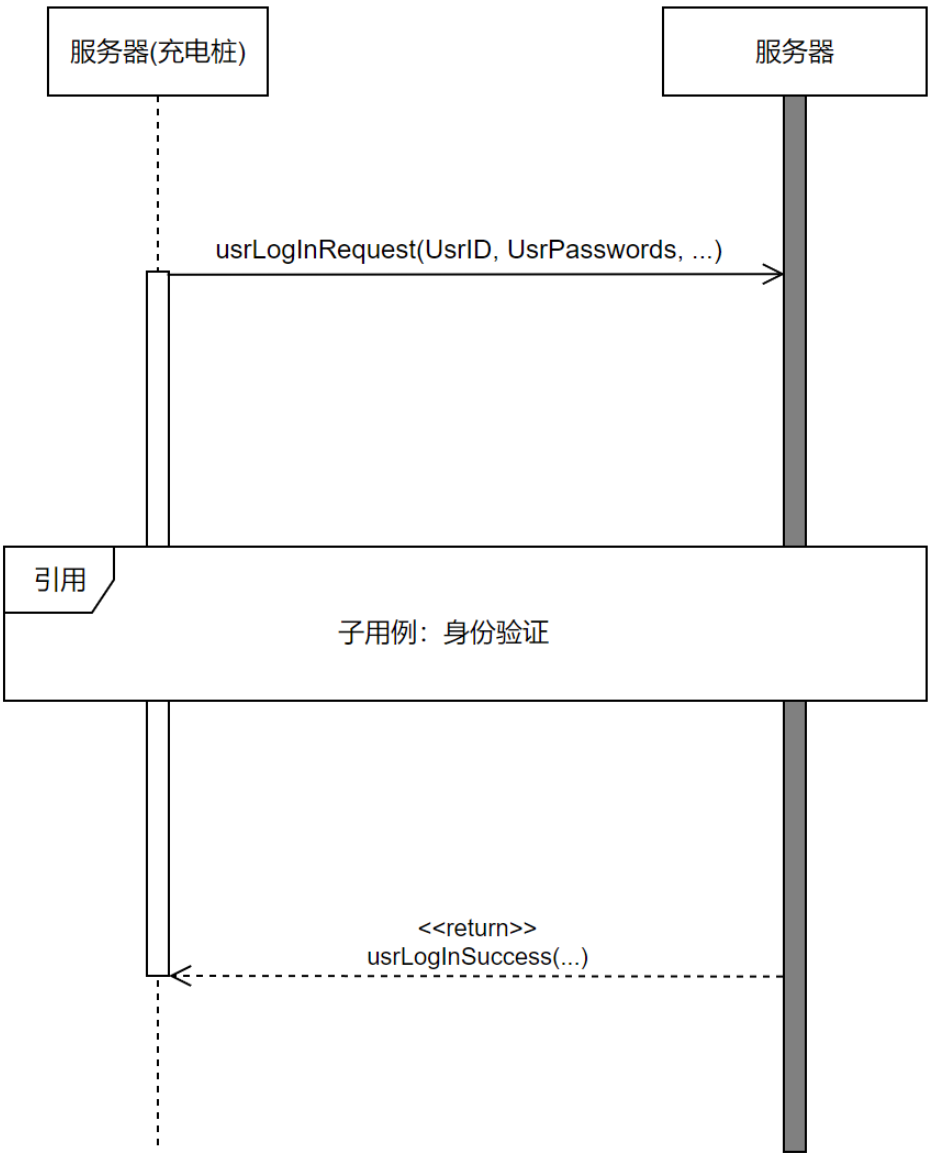 服务器(充电桩)
服务器
usrLogInRequest(UsrID, UsrPasswords, ...)
引用
子用例：身份验证
<<return>>
usrLogInSuccess(...)